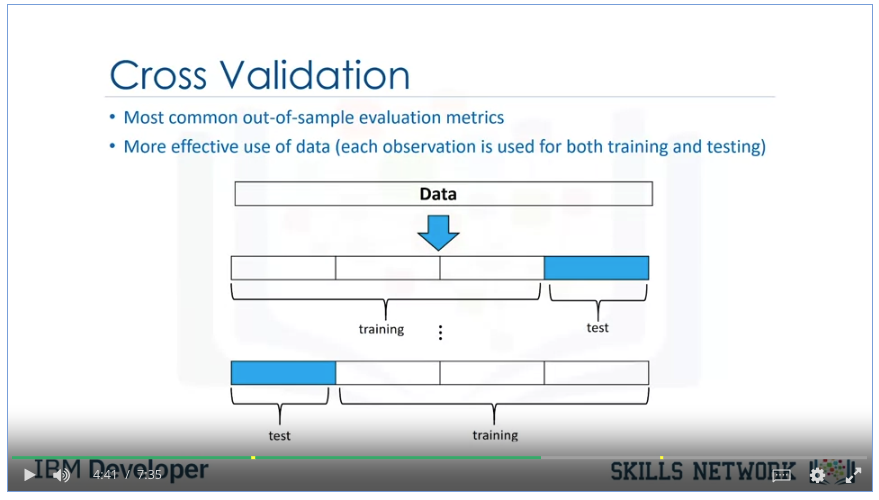 Cross Validation
• Most common out-of-sample evaluation metrics
• More effective use of data (each observation is used for both training and testing)
Data
training
test
test
training
IBM Developer
4:41 / 7:35
SKILLS NETWORK